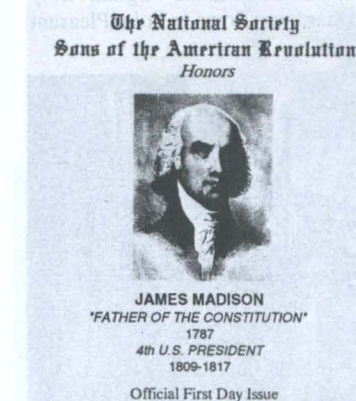 The National Society
Sons of the American Revolution
Honors
JAMES MADISON
"FATHER OF THE CONSTITUTION"
1787
4th U.S. PRESIDENT
1809-1817
Official First Day Issue